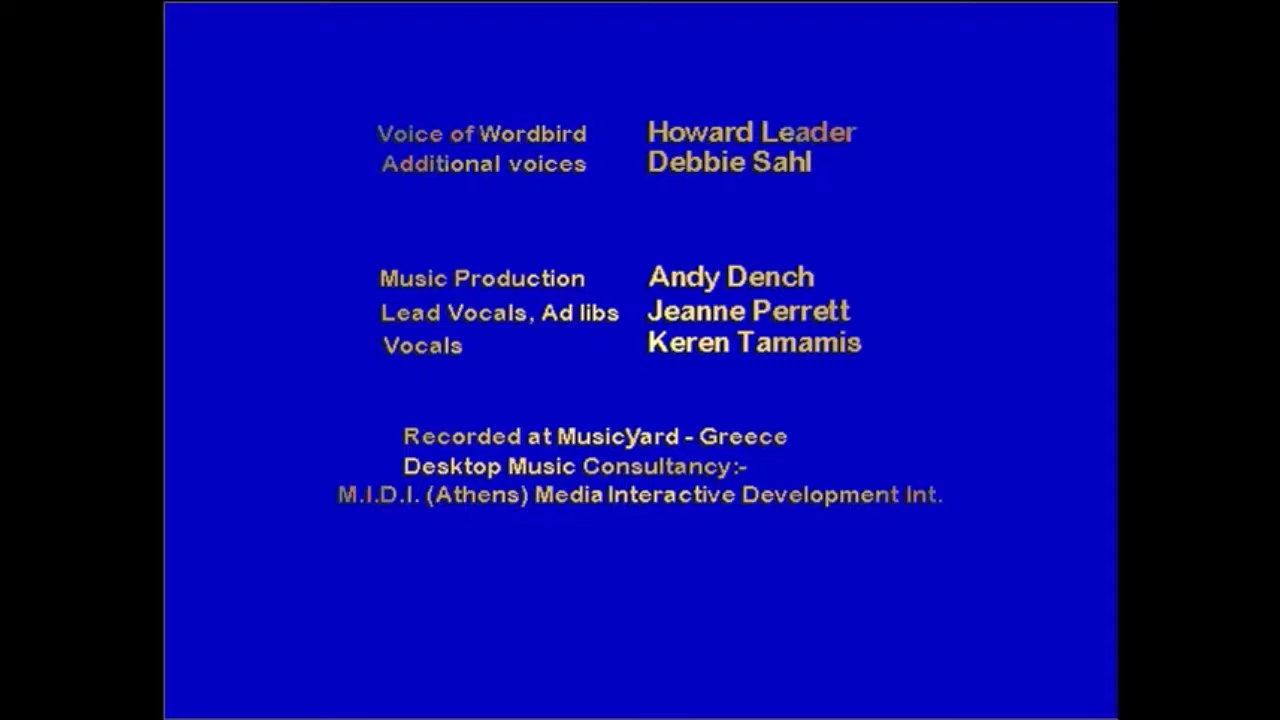 Voice of Wordbird Howard Leader
Additional voices Debbie Sahl
Music Production Andy Dench
Lead Vocals, Ad libs Jeanne Perrett
Vocals Keren Tamamis
Recorded at MusicYard - Greece
Desktop Music Consultancy:-
M.I.D.I. (Athens) Media Interactive Development Int.